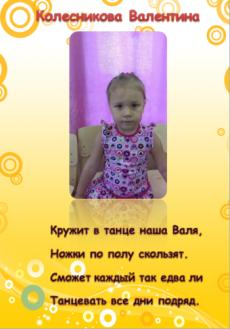 Колесникова Валентина
Кружит в танце наша Валя,
Ножки по полу скользят.
Сможет каждый так едва ли
Танцевать все дни подряд.